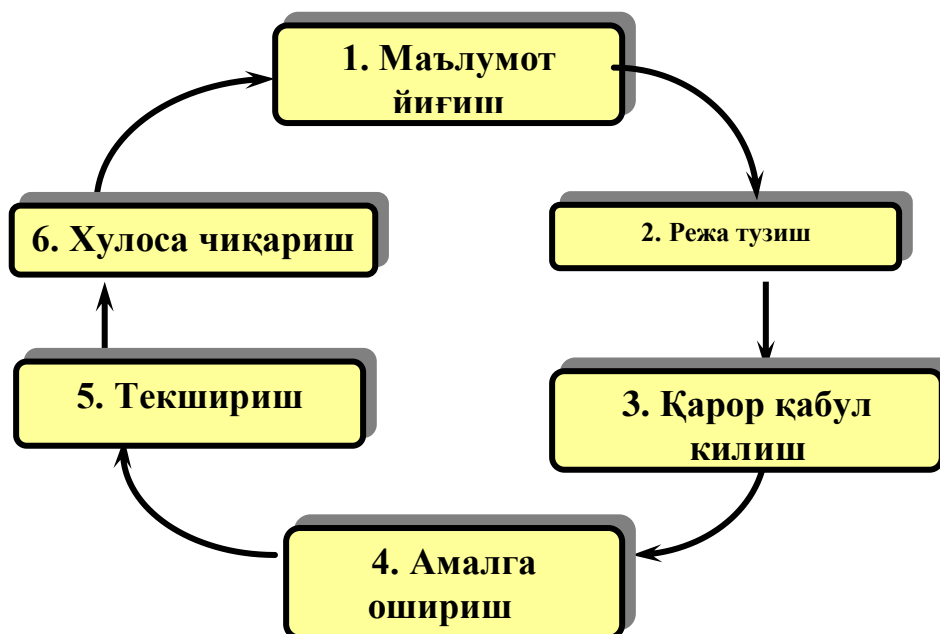 1. Маълумот
йиғиш
2. Режа тузиш
3. Қарор қабул
килиш
4. Амалга
ошириш
5. Текшириш
6. Хулоса чиқариш